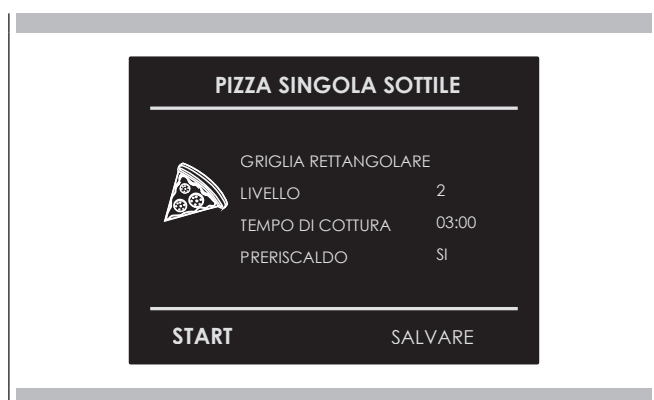 PIZZA SINGOLA SOTTILE
GRIGLIA RETTANGOLARE
LIVELLO 2
TEMPO DI COTTURA 03:00
PRERISCALDO SI
START SALVARE